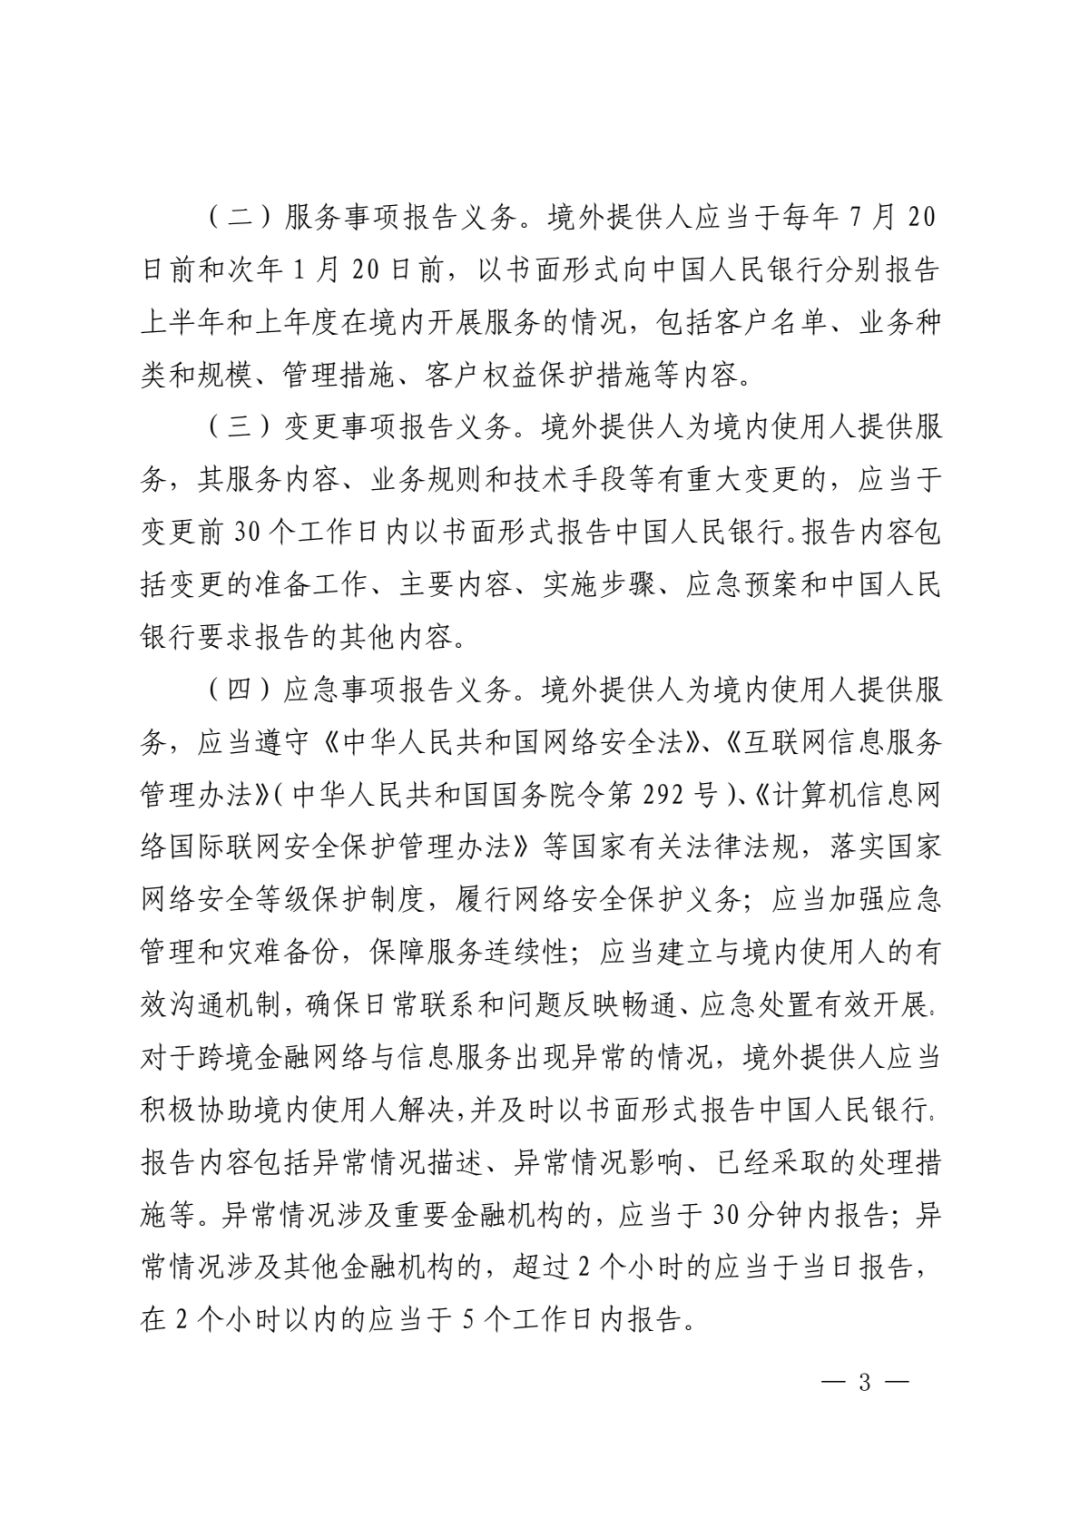 （二）服务事项报告义务。境外提供人应当于每年 7 月 20
日前和次年 1 月 20 日前，以书面形式向中国人民银行分别报告
上半年和上年度在境内开展服务的情况，包括客户名单、业务种
类和规模、管理措施、客户权益保护措施等内容。
（三）变更事项报告义务。境外提供人为境内使用人提供服
务，其服务内容、业务规则和技术手段等有重大变更的，应当于
变更前 30 个工作日内以书面形式报告中国人民银行。报告内容包
括变更的准备工作、主要内容、实施步骤、应急预案和中国人民
银行要求报告的其他内容。
（四）应急事项报告义务。境外提供人为境内使用人提供服
务，应当遵守《中华人民共和国网络安全法》、《互联网信息服务
管理办法》（中华人民共和国国务院令第 292 号）、《计算机信息网
络国际联网安全保护管理办法》等国家有关法律法规，落实国家
网络安全等级保护制度，履行网络安全保护义务；应当加强应急
管理和灾难备份，保障服务连续性；应当建立与境内使用人的有
效沟通机制，确保日常联系和问题反映畅通、应急处置有效开展。
对于跨境金融网络与信息服务出现异常的情况，境外提供人应当
积极协助境内使用人解决，并及时以书面形式报告中国人民银行。
报告内容包括异常情况描述、异常情况影响、已经采取的处理措
施等。异常情况涉及重要金融机构的，应当于 30 分钟内报告；异
常情况涉及其他金融机构的，超过 2 个小时的应当于当日报告，
在 2 个小时以内的应当于 5 个工作日内报告。
— 3 —